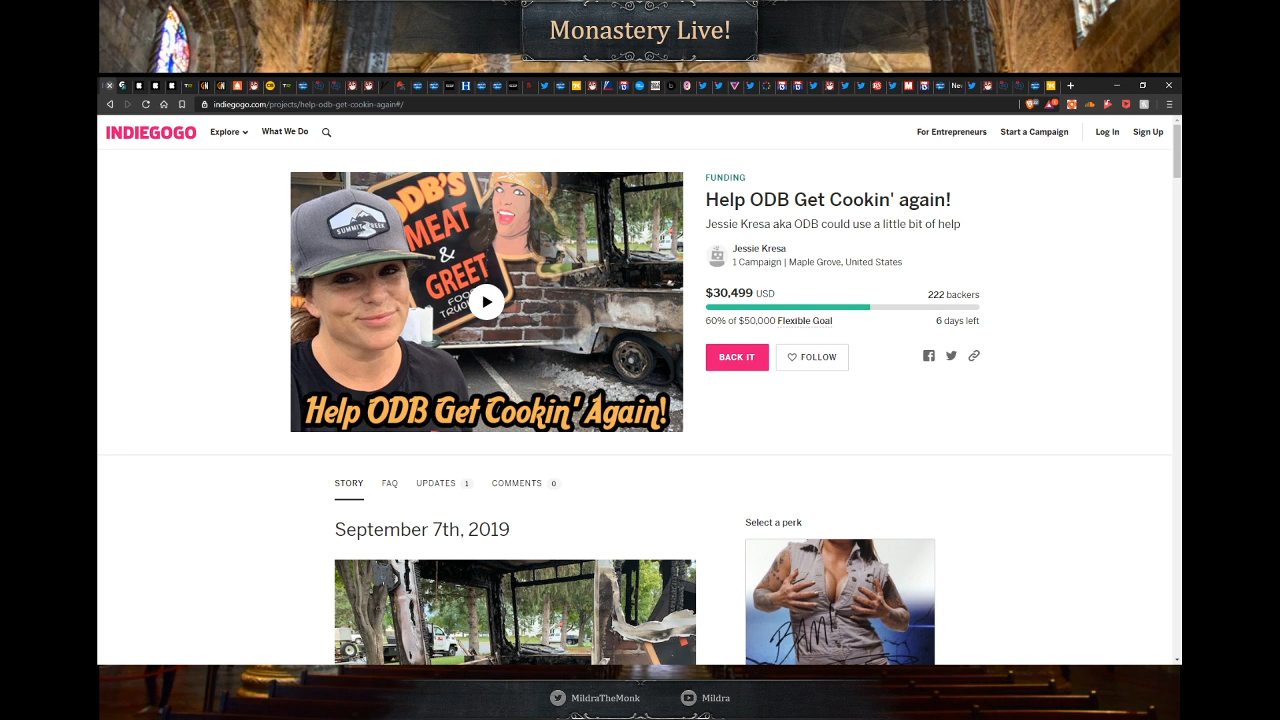 Monastery Live!
indiegogo.com/projects/help-odb-get-cookin-again#/
INDIEGOGO
Explore
What We Do
For Entrepreneurs
Start a Campaign
Log In
Sign Up
SUMMIT CREEK
ODB'S
MEAT
&
GREET
FOOD
TRUCK
Help ODB Get Cookin' Again!
FUNDING
Help ODB Get Cookin' again!
Jessie Kresa aka ODB could use a little bit of help
Jessie Kresa
1 Campaign | Maple Grove, United States
$30,499 USD
222 backers
60% of $50,000 Flexible Goal
6 days left
BACK IT
FOLLOW
STORY
FAQ
UPDATES 1
COMMENTS 0
September 7th, 2019
Select a perk
BAM!
MildraTheMonk
Mildra